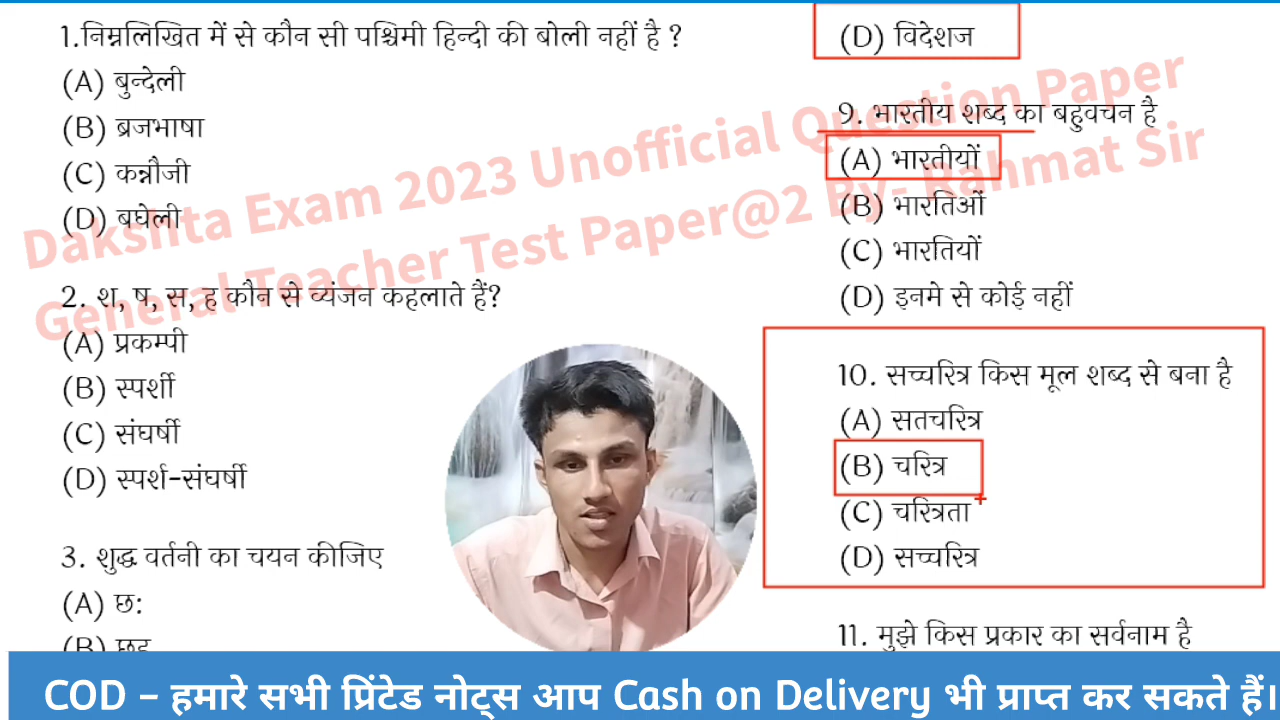 1.निम्नलिखित में से कौन सी पश्चिमी हिन्दी की बोली नहीं है ?
(A) बुन्देली
(B) ब्रजभाषा
(C) कन्नौजी
(D) बघेली
2. श, ष, स, ह कौन से व्यंजन कहलाते हैं?
(A) प्रकम्पी
(B) स्पर्शी
(C) संघर्षी
(D) स्पर्श-संघर्षी
3. शुद्ध वर्तनी का चयन कीजिए
(A) छ:
(B) छह
(D) विदेशज
9. भारतीय शब्द का बहुवचन है
(A) भारतीयों
(B) भारतिओं
(C) भारतियों
(D) इनमे से कोई नहीं
10. सच्चरित्र किस मूल शब्द से बना है
(A) सतचरित्र
(B) चरित्र
(C) चरित्रता
(D) सच्चरित्र
11. मुझे किस प्रकार का सर्वनाम है
Dakshta Exam 2023 Unofficial Question Paper
General Teacher Test Paper@2 By- Rahmat Sir
COD – हमारे सभी प्रिंटेड नोट्स आप Cash on Delivery भी प्राप्त कर सकते हैं।